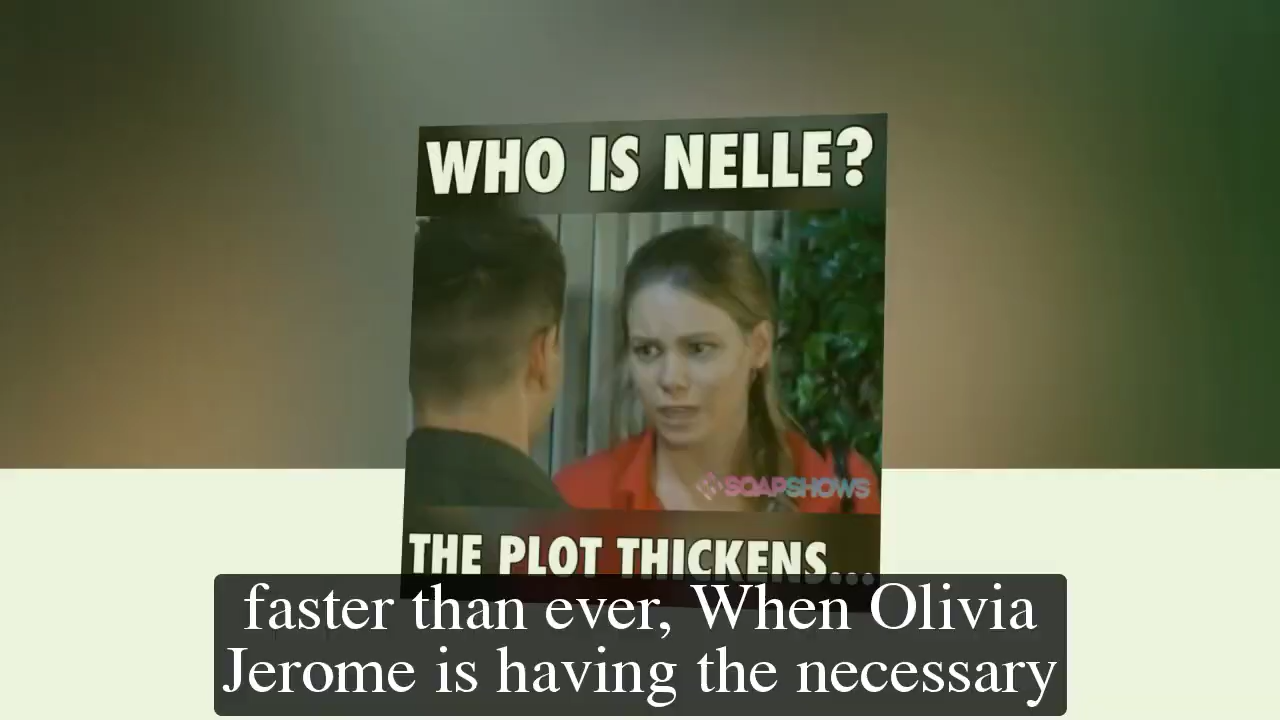 WHO IS NELLE?
SOAPSHOWS
THE PLOT THICKENS...
faster than ever, When Olivia
Jerome is having the necessary